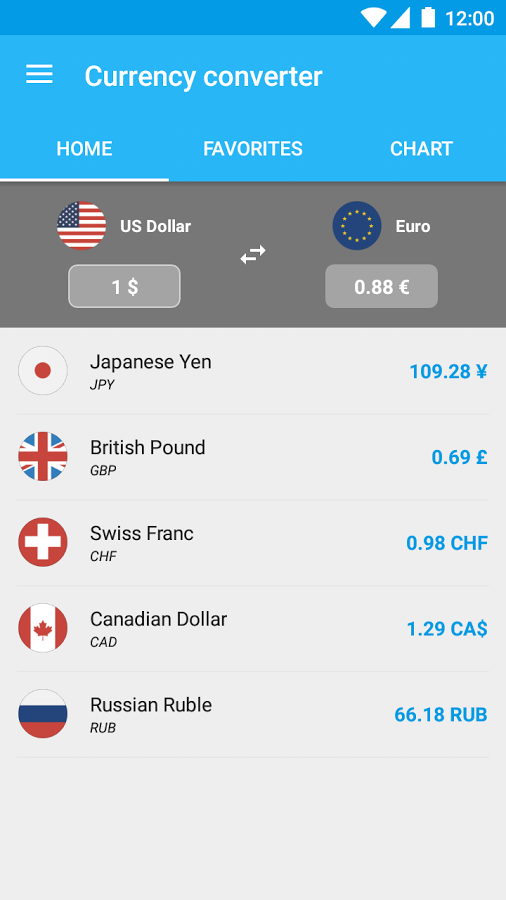 12:00
Currency converter
HOME FAVORITES CHART
US Dollar Euro
1 $ 0.88 €
Japanese Yen
JPY
109.28 ¥
British Pound
GBP
0.69 £
Swiss Franc
CHF
0.98 CHF
Canadian Dollar
CAD
1.29 CA$
Russian Ruble
RUB
66.18 RUB